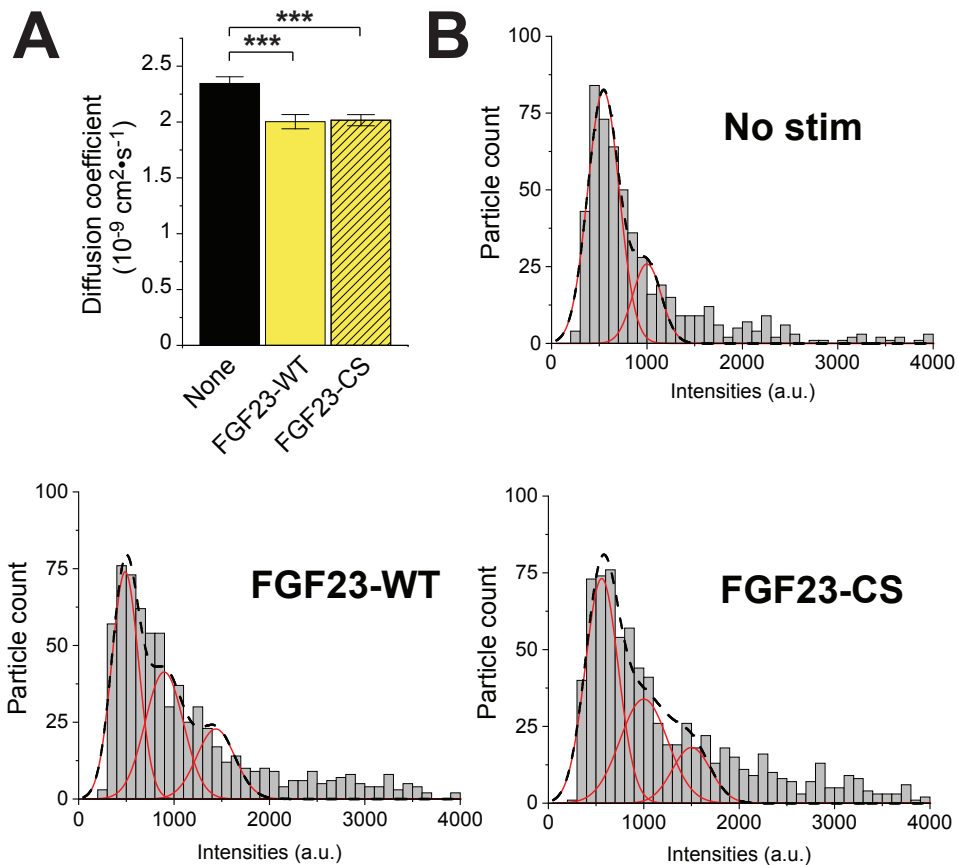 A
***
***
Diffusion coefficient
(10⁻⁹ cm²•s⁻¹)
2.5
2
1.5
1
0.5
0
None
FGF23-WT
FGF23-CS
B
No stim
Particle count
100
75
50
25
0
0 1000 2000 3000 4000
Intensities (a.u.)
FGF23-WT
Particle count
100
75
50
25
0
0 1000 2000 3000 4000
Intensities (a.u.)
FGF23-CS
Particle count
100
75
50
25
0
0 1000 2000 3000 4000
Intensities (a.u.)